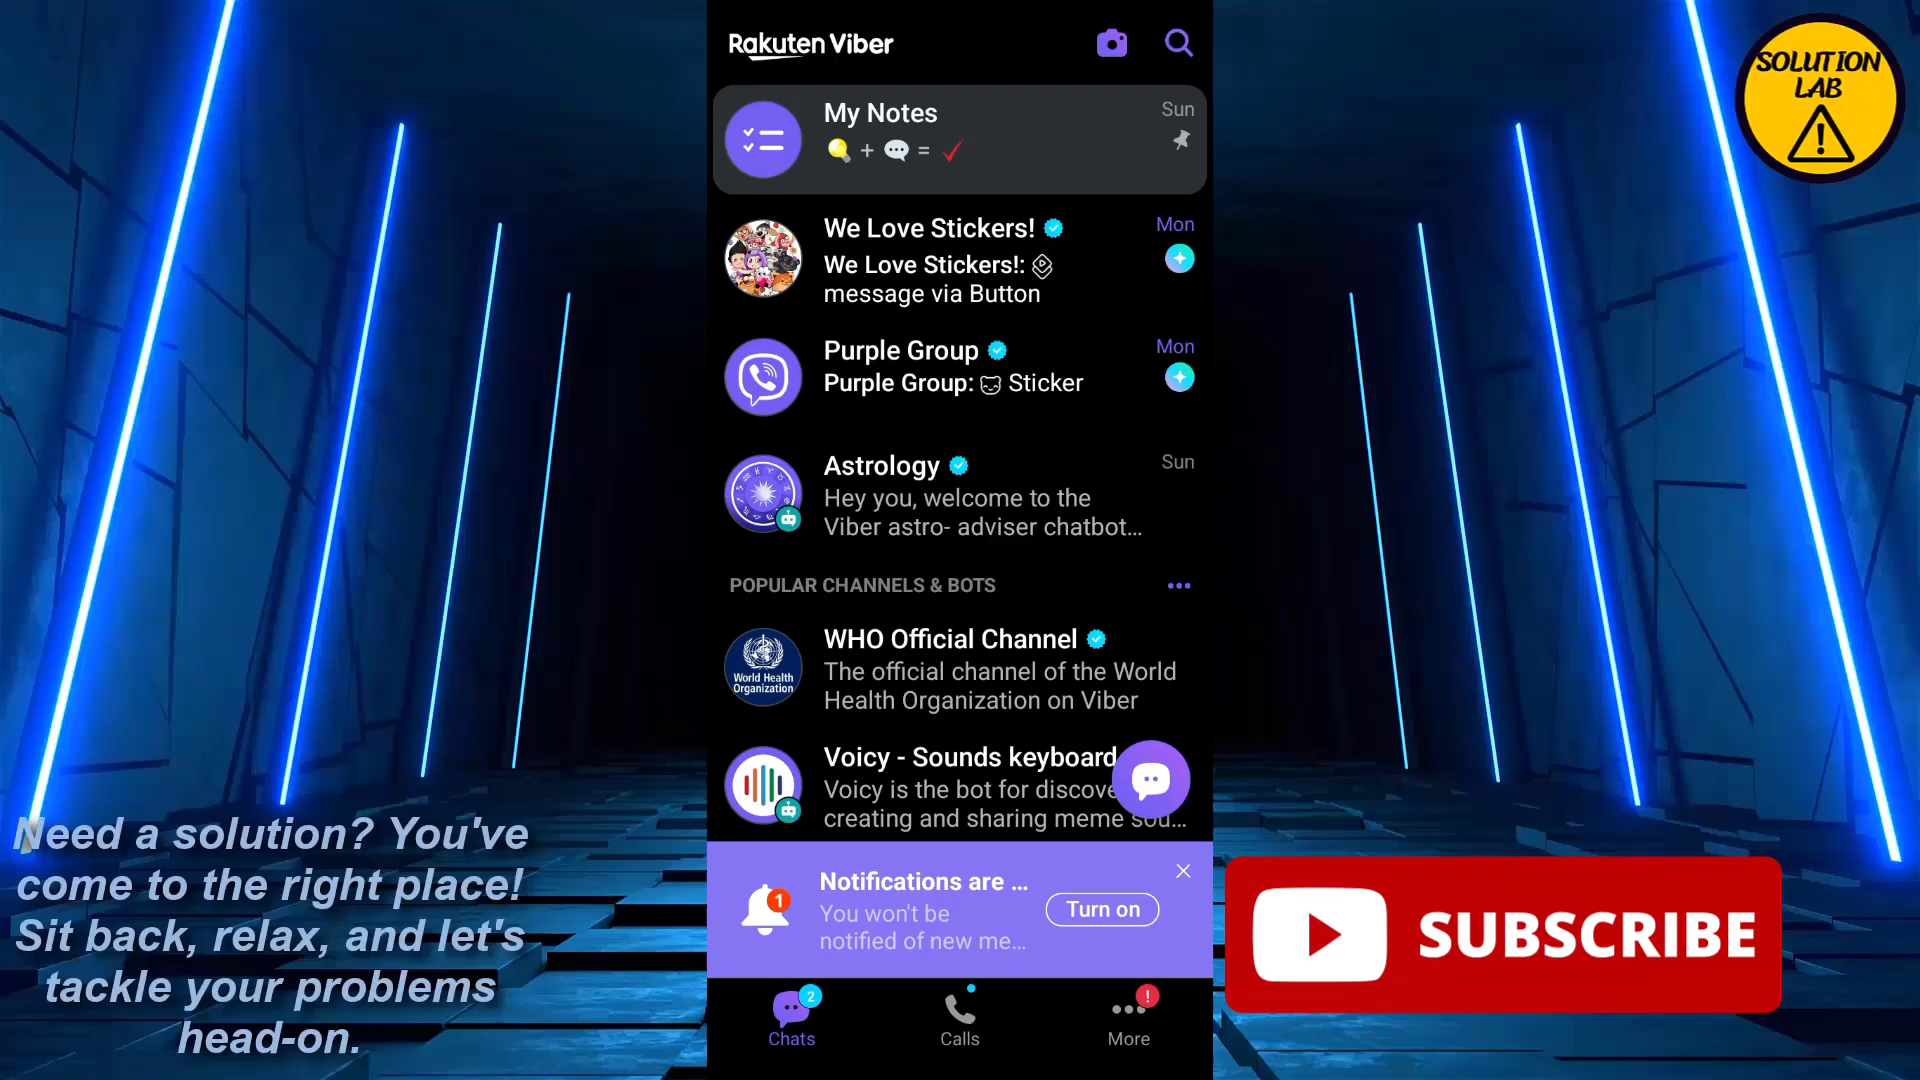 Rakuten Viber
My Notes
Sun
💡 + 💬 = ✓
We Love Stickers!
Mon
We Love Stickers!:
message via Button
Purple Group
Mon
Purple Group: Sticker
Astrology
Sun
Hey you, welcome to the
Viber astro- adviser chatbot...
POPULAR CHANNELS & BOTS
WHO Official Channel
The official channel of the World
Health Organization on Viber
World Health
Organization
Voicy - Sounds keyboard
Voicy is the bot for discove
creating and sharing meme sou...
Notifications are ...
You won't be
notified of new me...
1
Turn on
2
Chats
Calls
!
More
SOLUTION
LAB
!
Need a solution? You've
come to the right place!
Sit back, relax, and let's
tackle your problems
head-on.
SUBSCRIBE